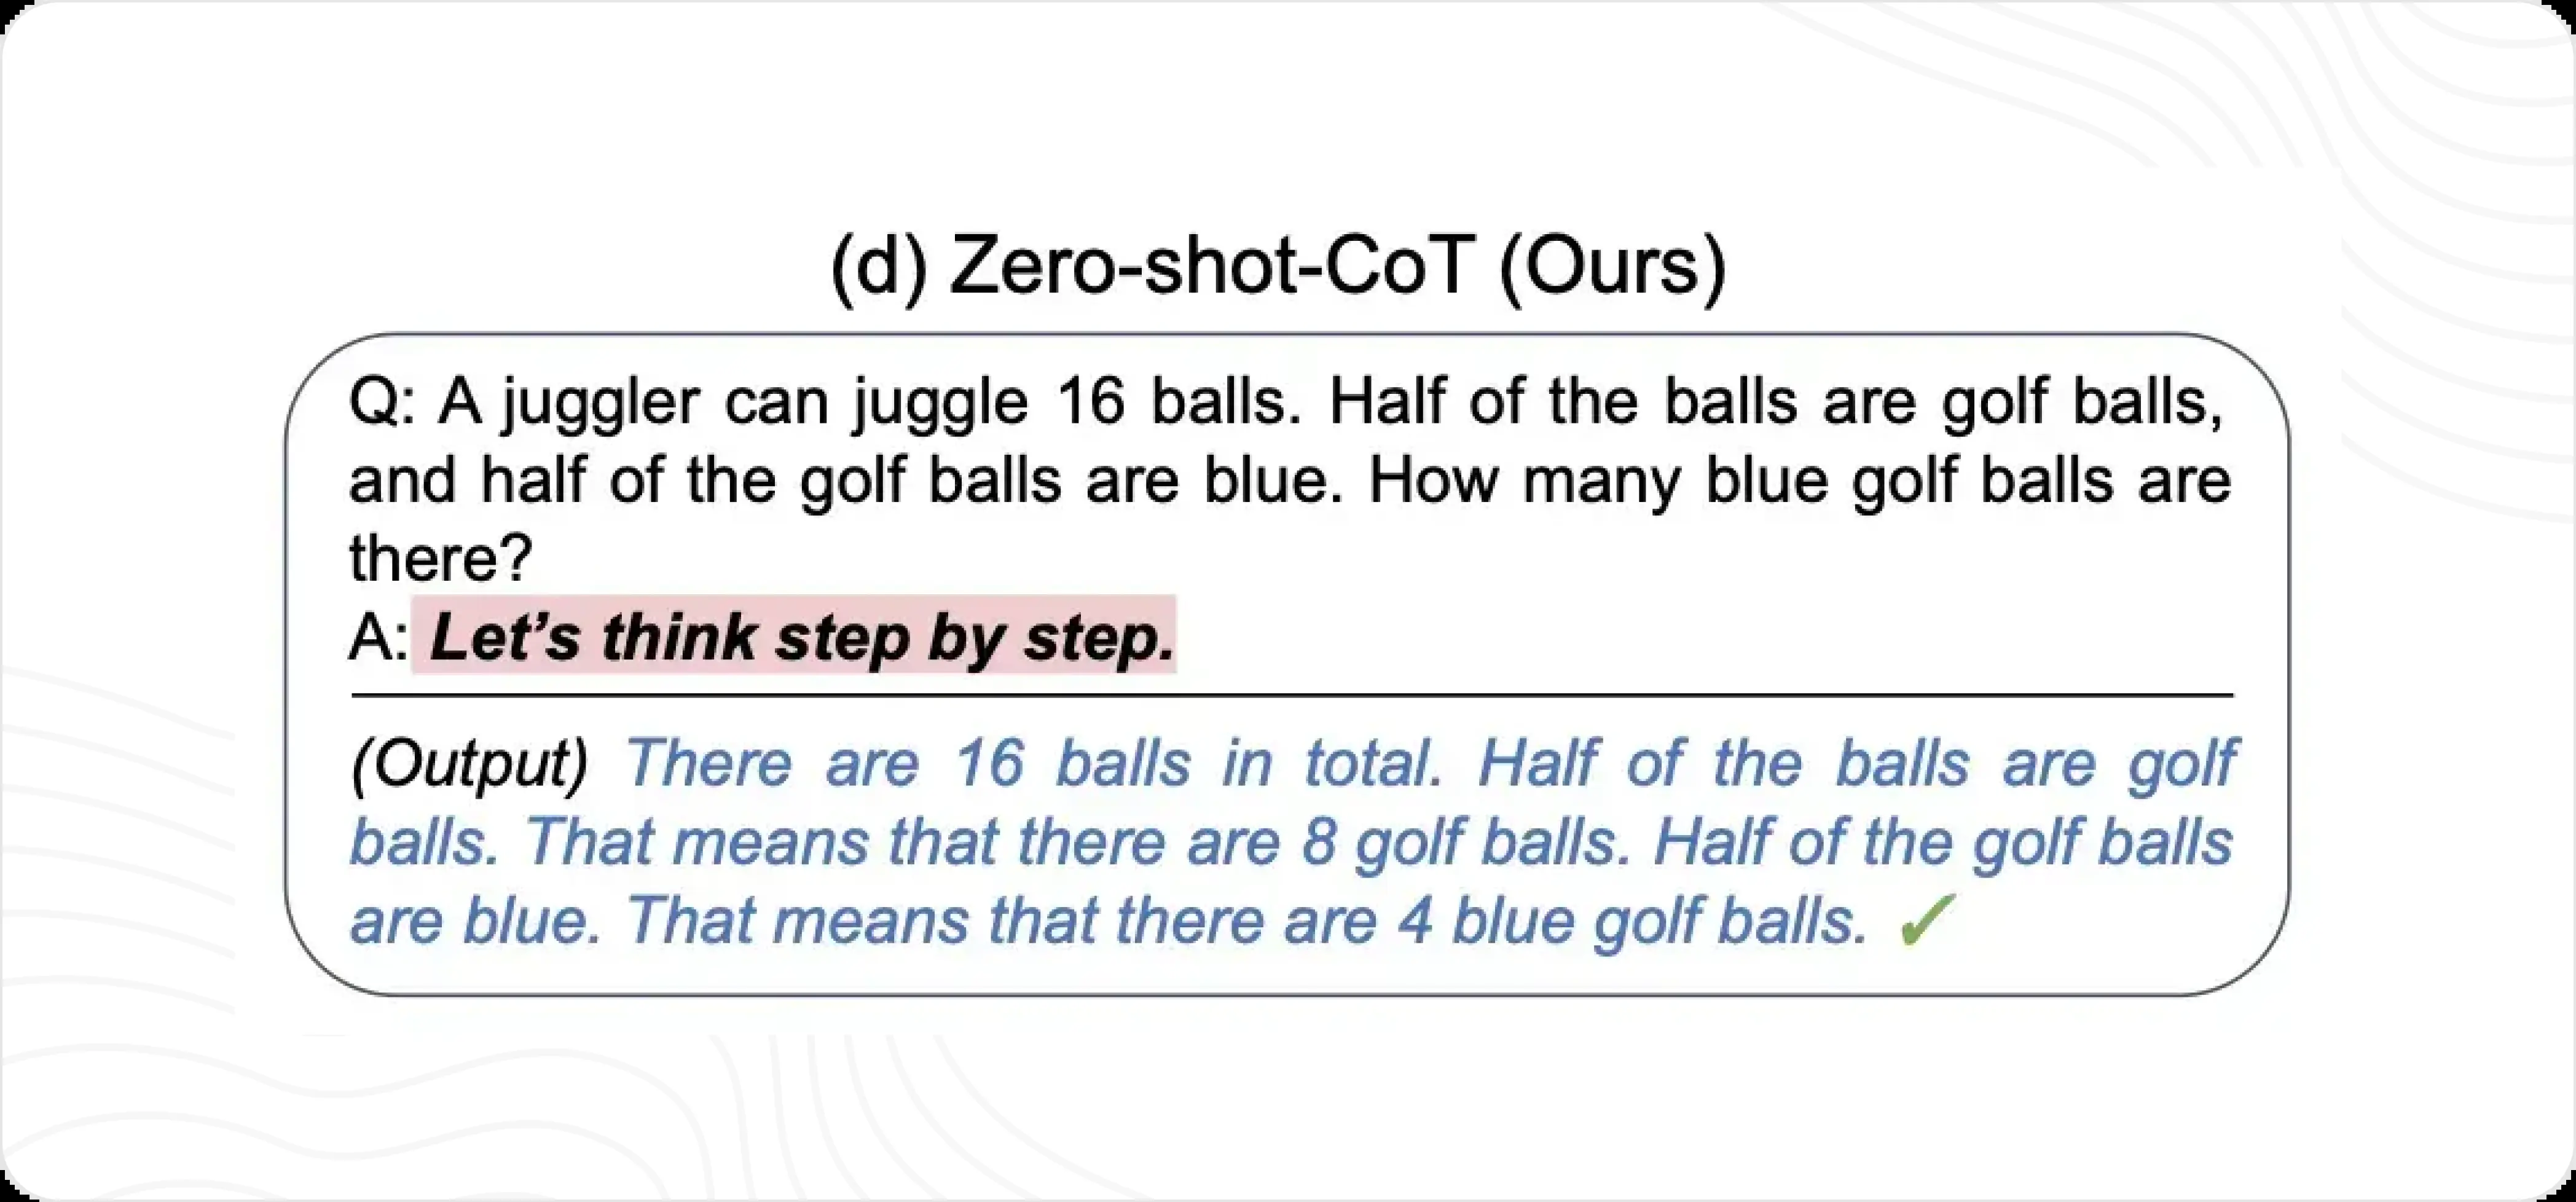 (d) Zero-shot-CoT (Ours)
Q: A juggler can juggle 16 balls. Half of the balls are golf balls,
and half of the golf balls are blue. How many blue golf balls are
there?
A: Let’s think step by step.
(Output) There are 16 balls in total. Half of the balls are golf
balls. That means that there are 8 golf balls. Half of the golf balls
are blue. That means that there are 4 blue golf balls. ✓